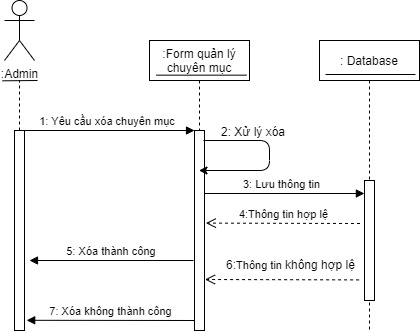 :Admin
:Form quản lý
chuyên mục
: Database
1: Yêu cầu xóa chuyên mục
2: Xử lý xóa
3: Lưu thông tin
4:Thông tin hợp lệ
5: Xóa thành công
6:Thông tin không hợp lệ
7: Xóa không thành công